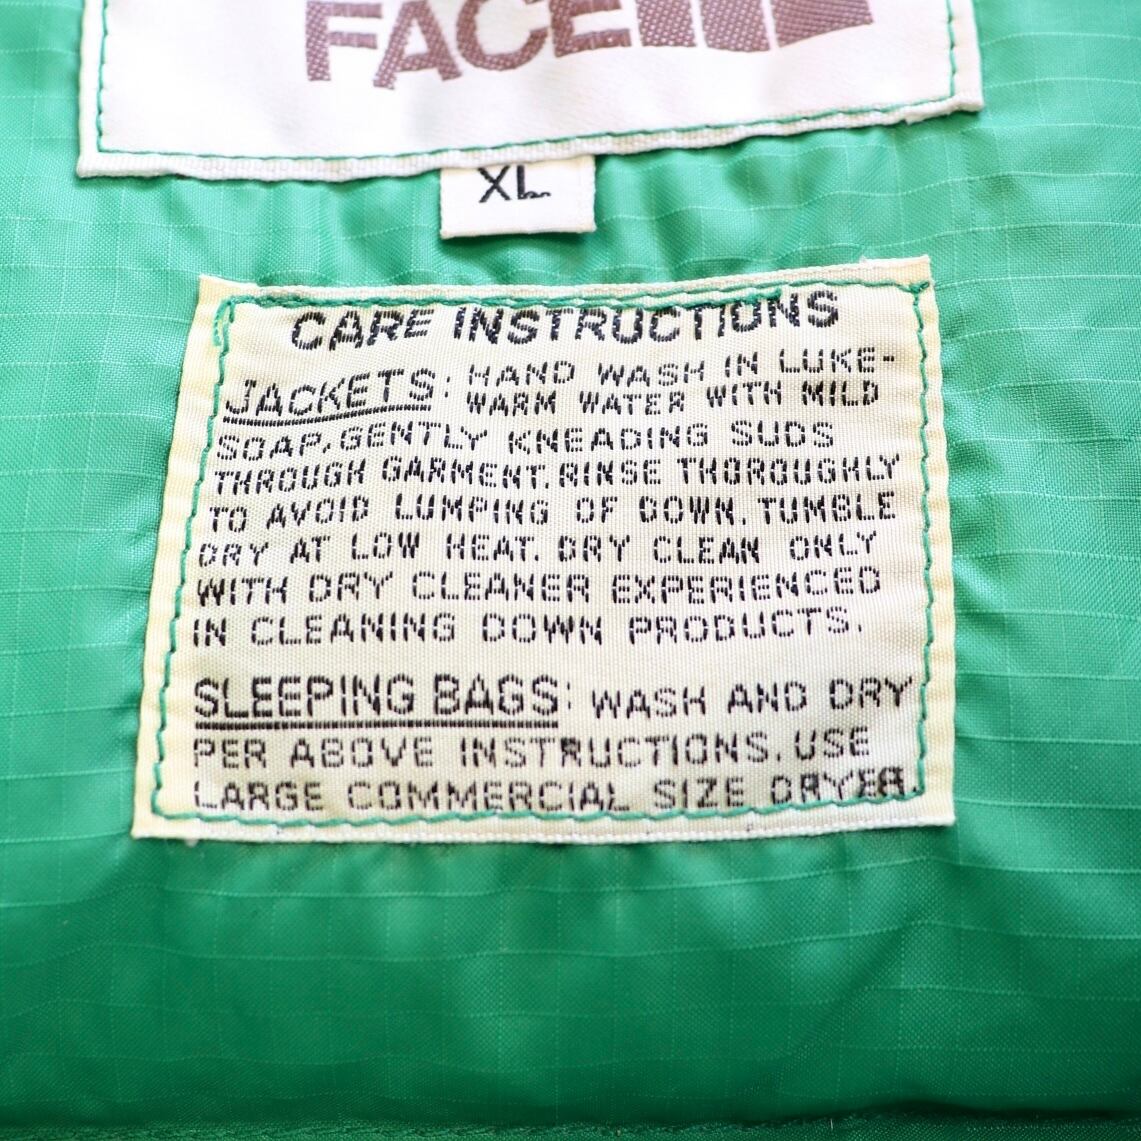 FACE
XL
CARE INSTRUCTIONS
JACKETS: HAND WASH IN LUKE-
WARM WATER WITH MILD
SOAP, GENTLY KNEADING SUDS
THROUGH GARMENT. RINSE THOROUGHLY
TO AVOID LUMPING OF DOWN. TUMBLE
DRY AT LOW HEAT. DRY CLEAN ONLY
WITH DRY CLEANER EXPERIENCED
IN CLEANING DOWN PRODUCTS.
SLEEPING BAGS: WASH AND DRY
PER ABOVE INSTRUCTIONS. USE
LARGE COMMERCIAL SIZE DRYER.